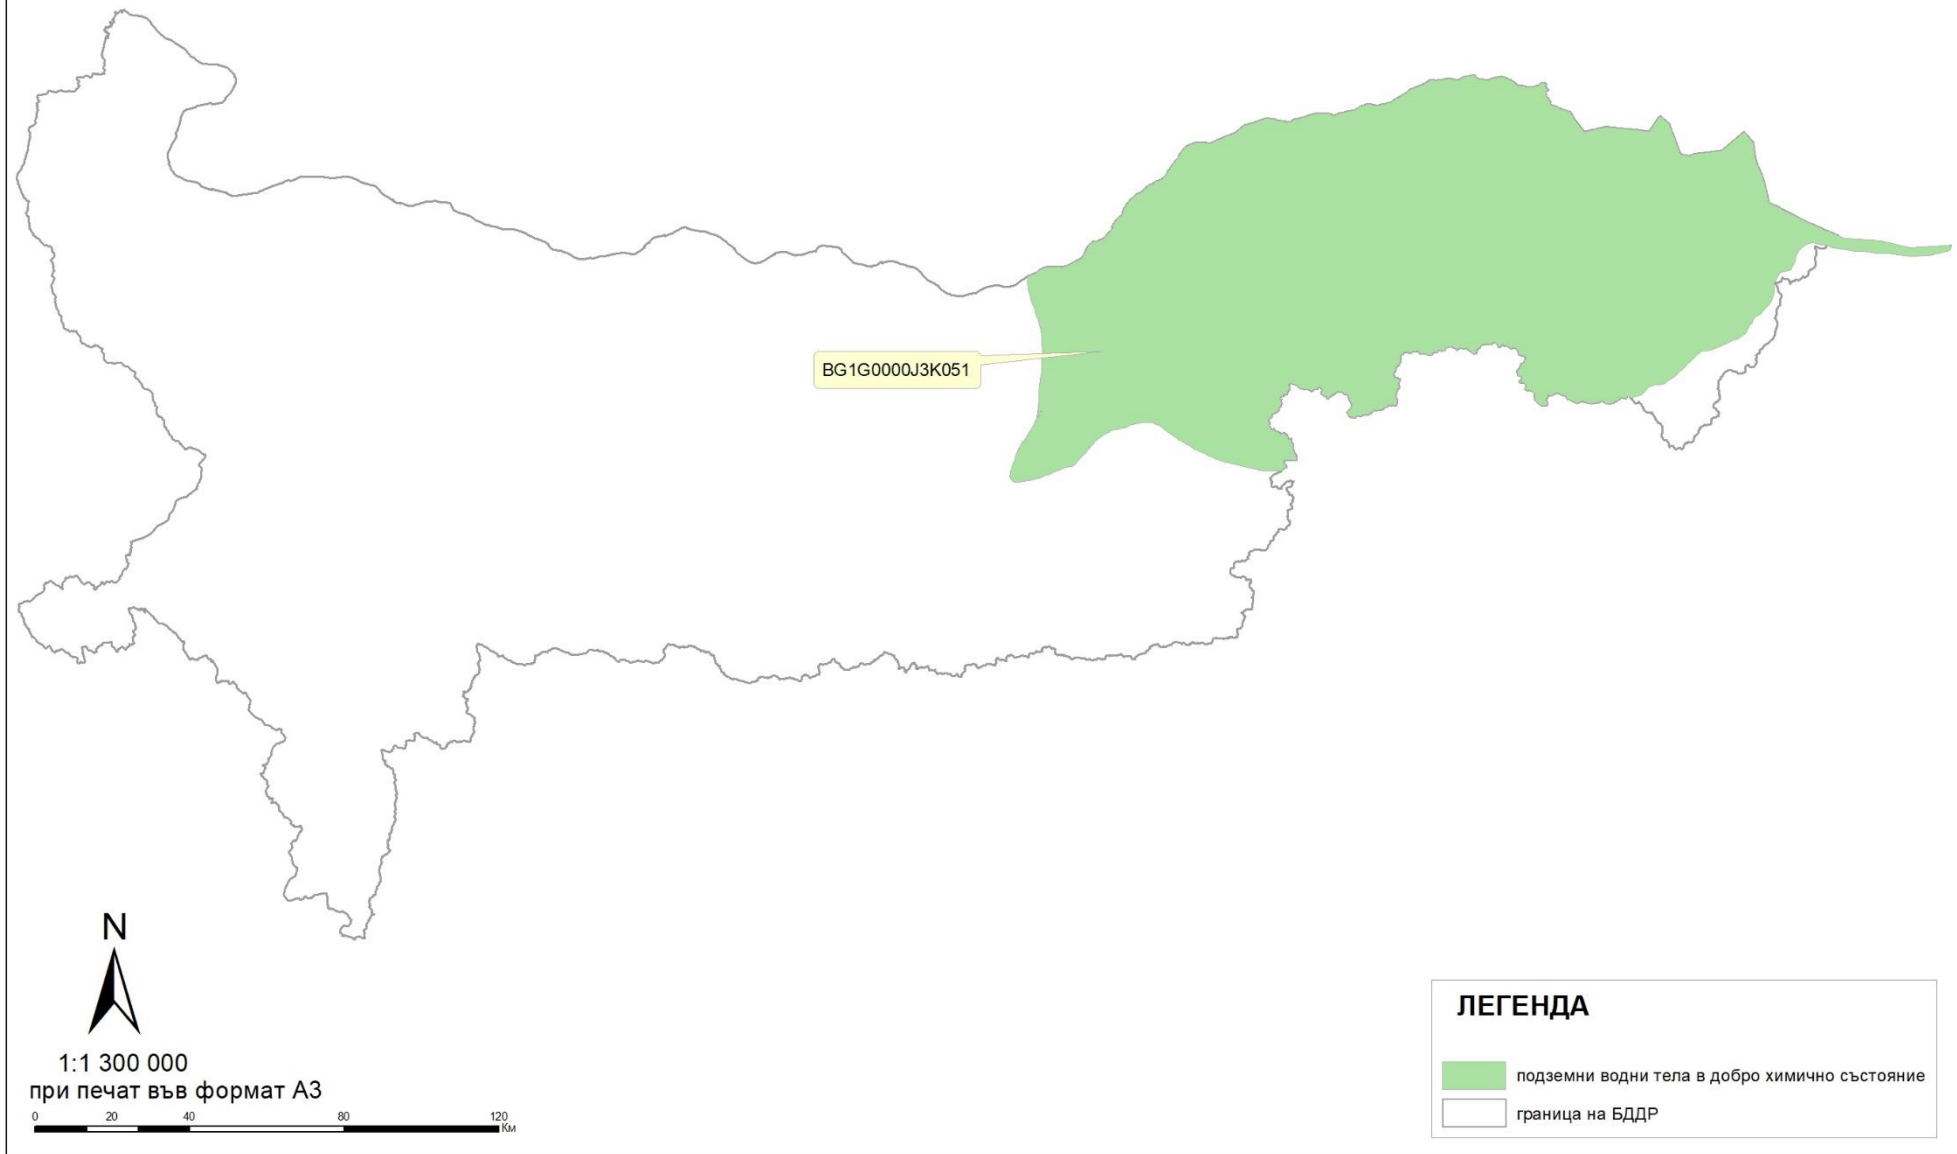 BG1G0000J3K051
N
1:1 300 000
при печат във формат А3
0 20 40 80 120
Км
ЛЕГЕНДА
подземни водни тела в добро химично състояние
граница на БДДР